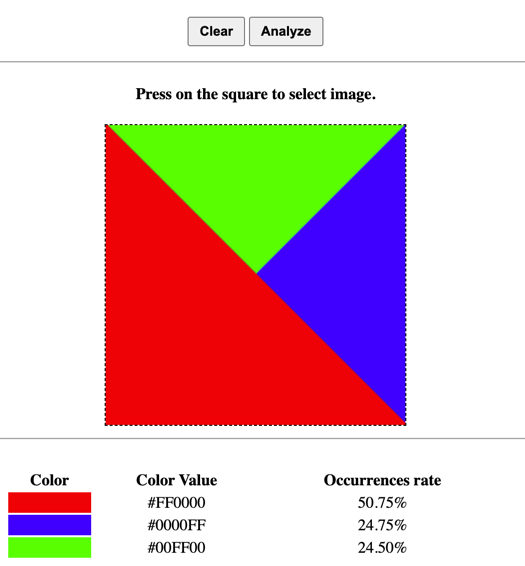 Clear Analyze
Press on the square to select image.
Color Color Value Occurrences rate
#FF0000 50.75%
#0000FF 24.75%
#00FF00 24.50%